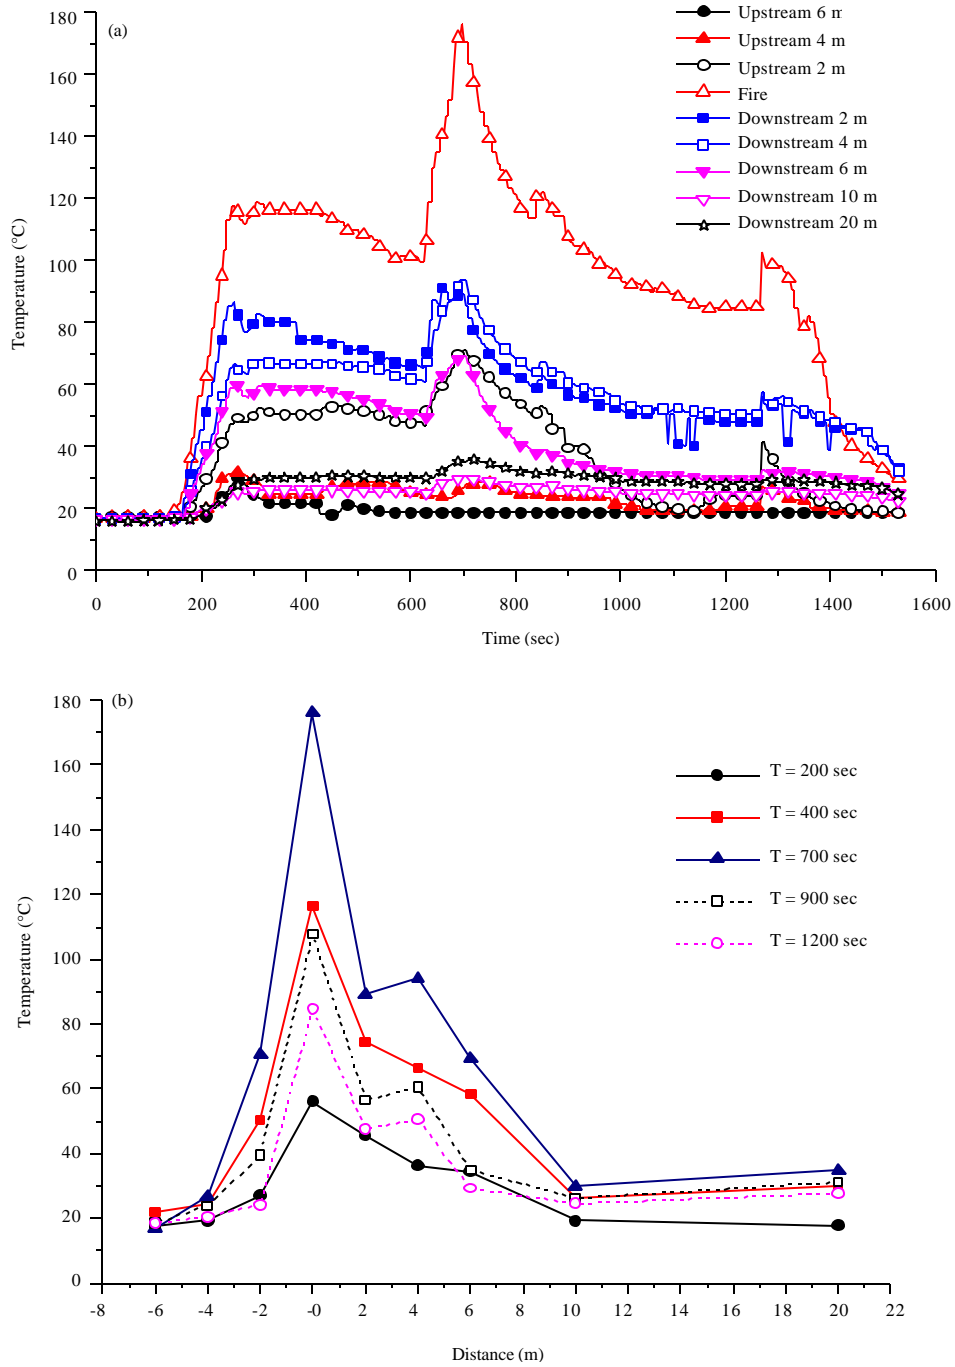 (a)
180
160
140
120
100
80
60
40
20
0
Temperature (°C)
Upstream 6 m
Upstream 4 m
Upstream 2 m
Fire
Downstream 2 m
Downstream 4 m
Downstream 6 m
Downstream 10 m
Downstream 20 m
0 200 400 600 800 1000 1200 1400 1600
Time (sec)
(b)
180
160
140
120
100
80
60
40
20
0
Temperature (°C)
T = 200 sec
T = 400 sec
T = 700 sec
T = 900 sec
T = 1200 sec
-8 -6 -4 -2 -0 2 4 6 8 10 12 14 16 18 20 22
Distance (m)